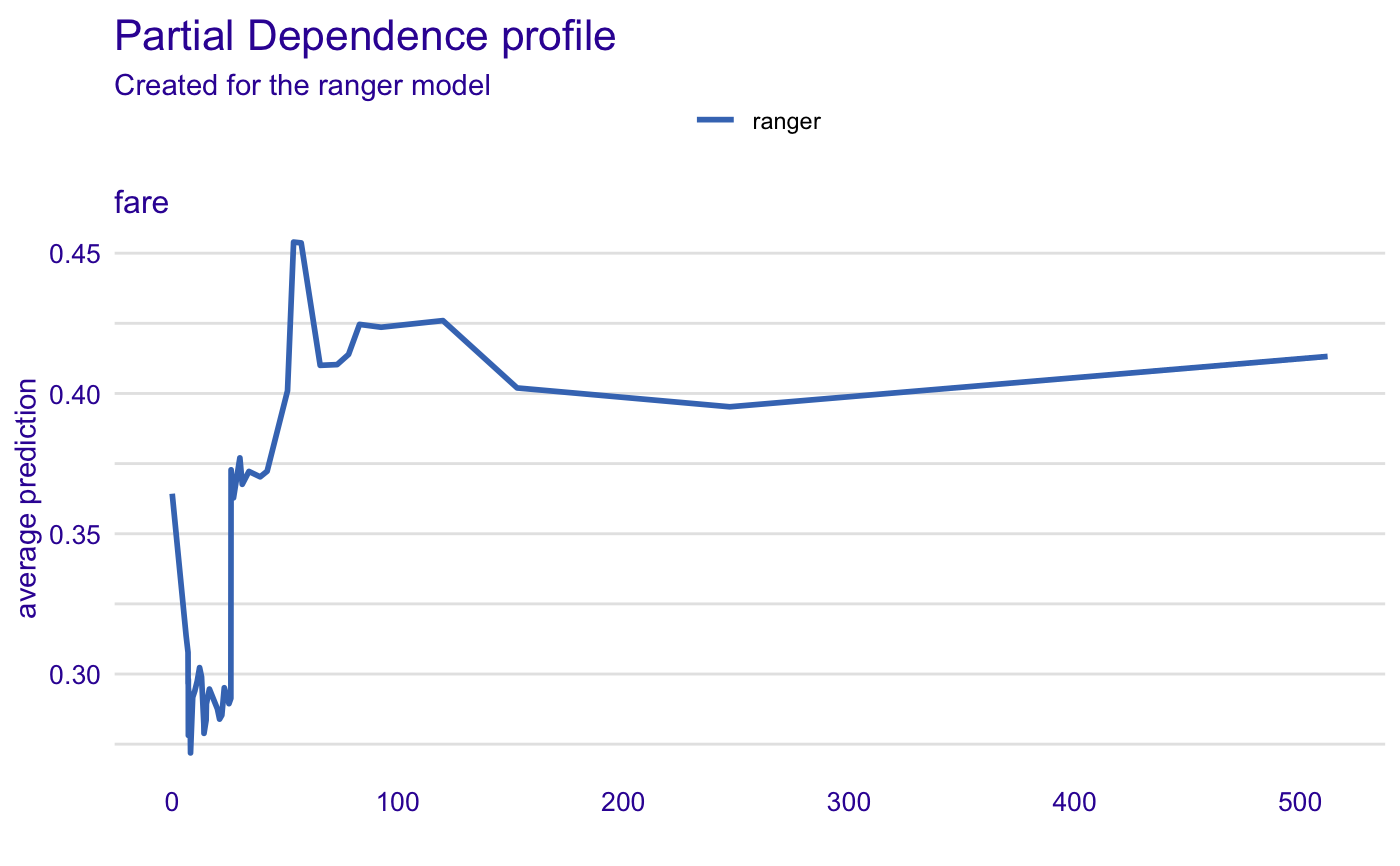 Partial Dependence profile
Created for the ranger model
ranger
fare
average prediction
0.45
0.40
0.35
0.30
0 100 200 300 400 500